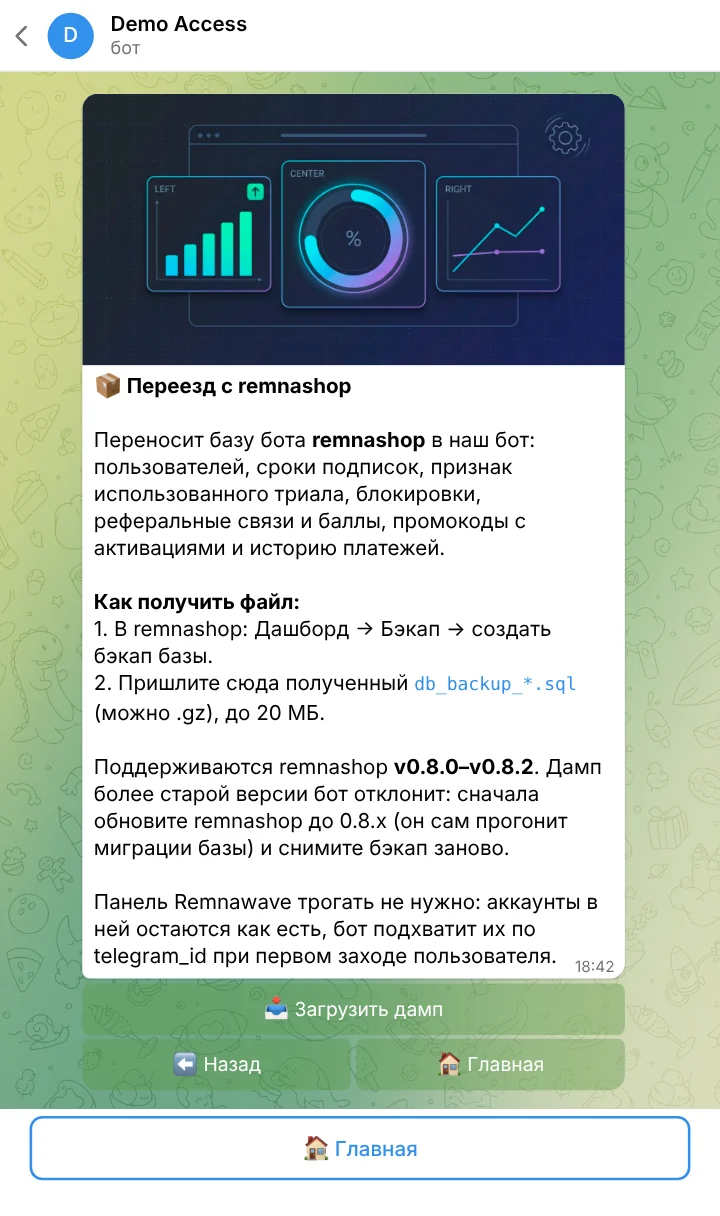 D
Demo Access
бот
LEFT
CENTER
RIGHT
%
📦 Переезд с remnashop
Переносит базу бота remnashop в наш бот:
пользователей, сроки подписок, признак
использованного триала, блокировки,
реферальные связи и баллы, промокоды с
активациями и историю платежей.
Как получить файл:
1. В remnashop: Дашборд → Бэкап → создать
бэкап базы.
2. Пришлите сюда полученный db_backup_*.sql
(можно .gz), до 20 МБ.
Поддерживаются remnashop v0.8.0–v0.8.2. Дамп
более старой версии бот отклонит: сначала
обновите remnashop до 0.8.x (он сам прогонит
миграции базы) и снимите бэкап заново.
Панель Remnawave трогать не нужно: аккаунты в
ней остаются как есть, бот подхватит их по
telegram_id при первом заходе пользователя.
18:42
📥 Загрузить дамп
⬅️ Назад
🏠 Главная
🏠 Главная